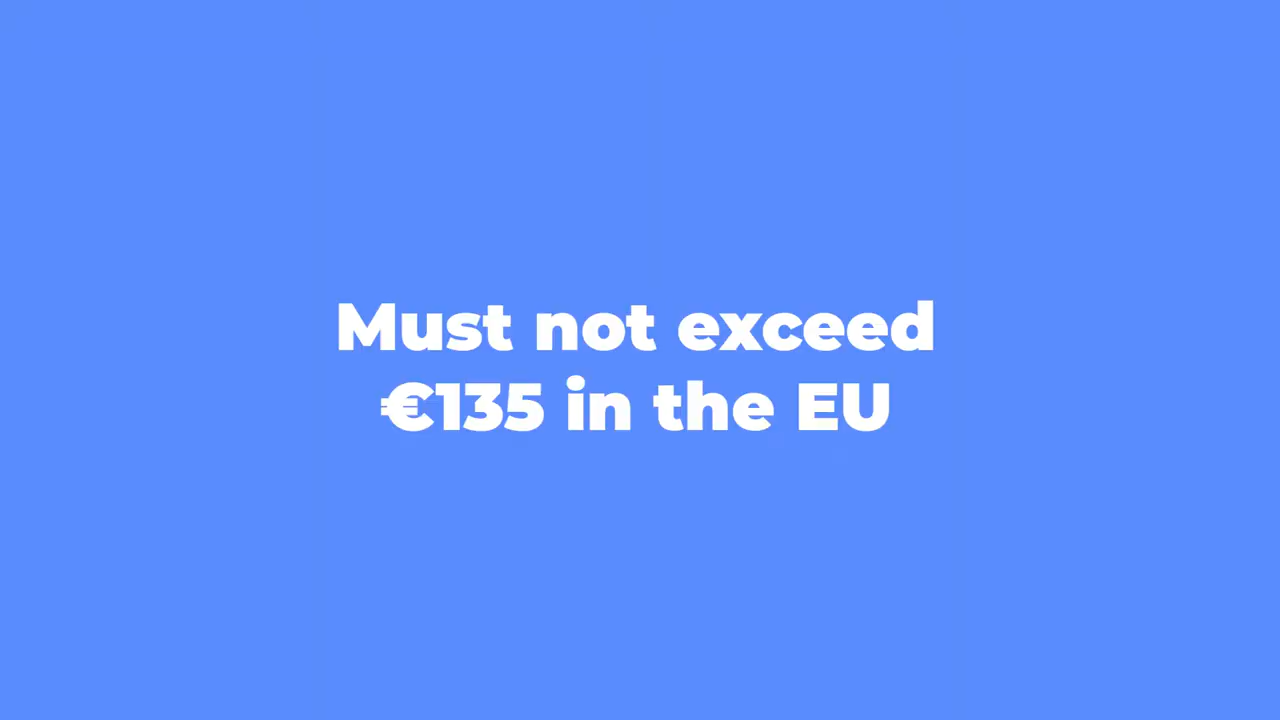 Must not exceed
€135 in the EU